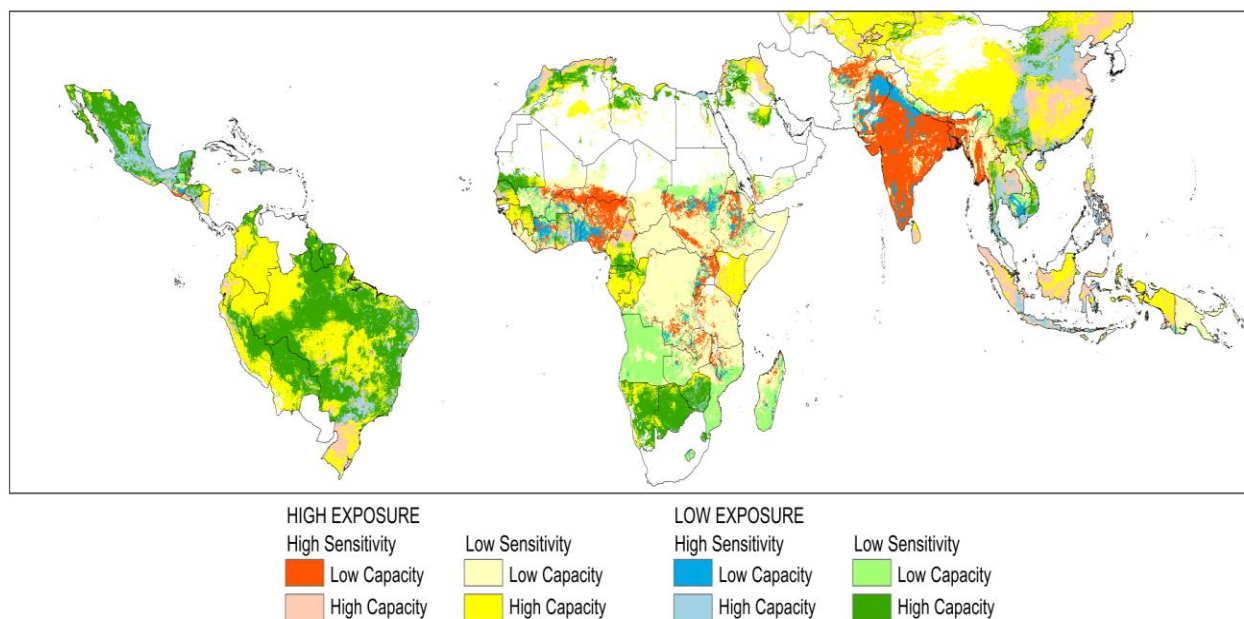 HIGH EXPOSURE LOW EXPOSURE
High Sensitivity Low Sensitivity High Sensitivity Low Sensitivity
Low Capacity Low Capacity Low Capacity Low Capacity
High Capacity High Capacity High Capacity High Capacity